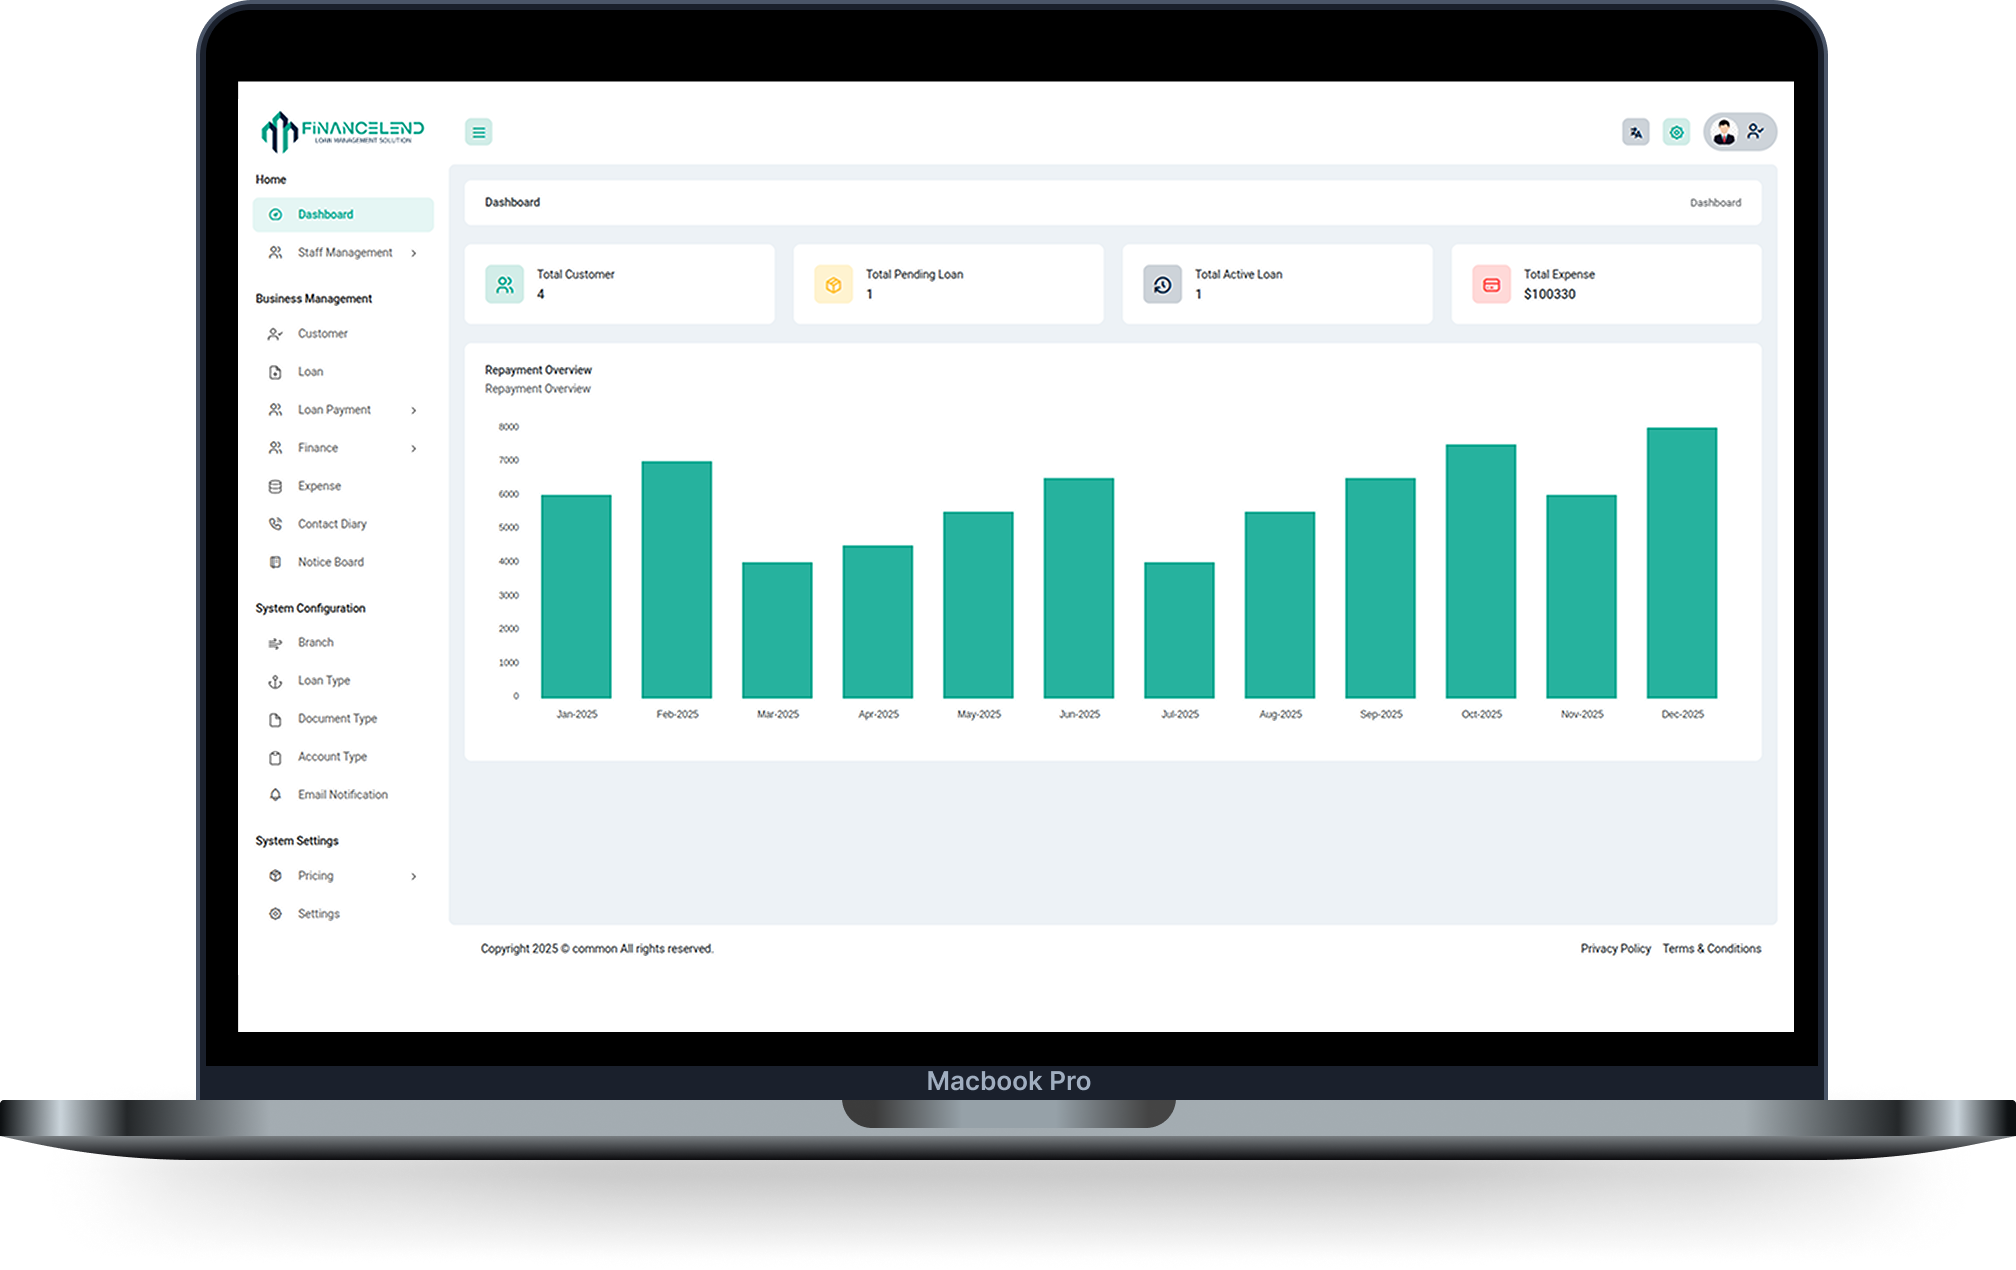 FINANCELEND
LOAN MANAGEMENT SOLUTION
Home
Dashboard
Staff Management
Business Management
Customer
Loan
Loan Payment
Finance
Expense
Contact Diary
Notice Board
System Configuration
Branch
Loan Type
Document Type
Account Type
Email Notification
System Settings
Pricing
Settings
Dashboard
Dashboard
Total Customer
4
Total Pending Loan
1
Total Active Loan
1
Total Expense
$100330
Repayment Overview
Repayment Overview
8000
7000
6000
5000
4000
3000
2000
1000
0
Jan-2025 Feb-2025 Mar-2025 Apr-2025 May-2025 Jun-2025 Jul-2025 Aug-2025 Sep-2025 Oct-2025 Nov-2025 Dec-2025
Copyright 2025 © common All rights reserved.
Privacy Policy Terms & Conditions
Macbook Pro